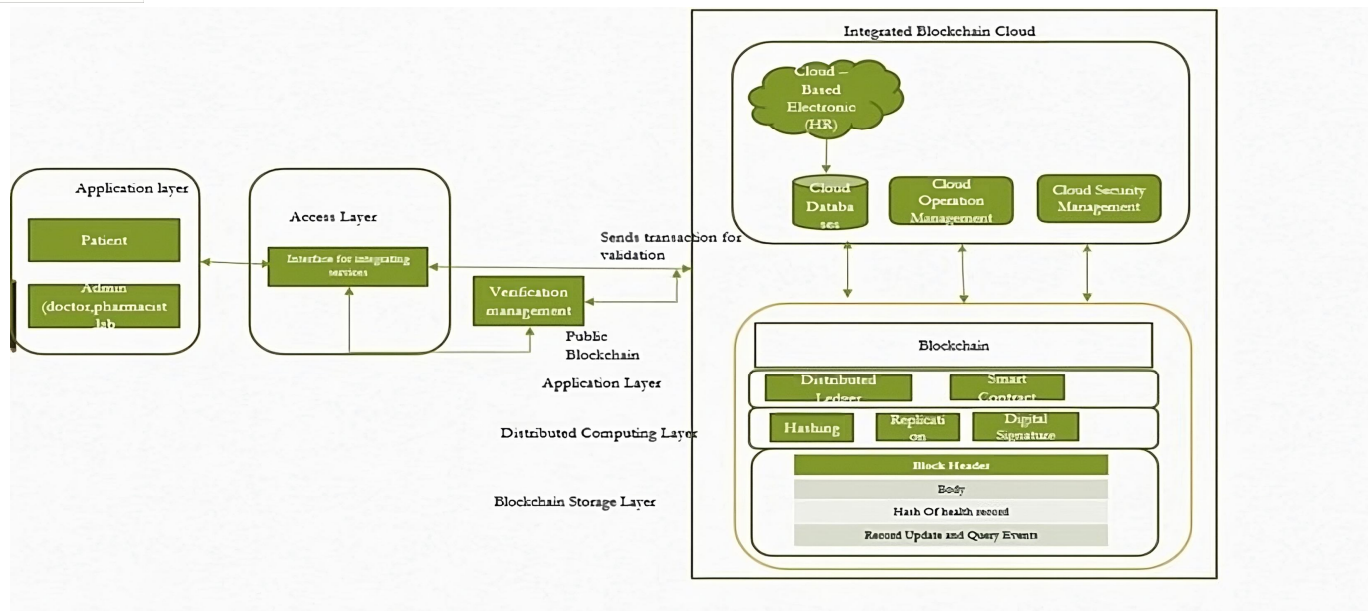 Integrated Blockchain Cloud
Cloud –
Based
Electronic
(HR)
Cloud
Databa
ses
Cloud
Operation
Management
Cloud Security
Management
Application layer
Patient
Admin
(doctor,pharmacist
lab
Access Layer
Interface for integrating
services
Sends transaction for
validation
Verification
management
Public
Blockchain
Application Layer
Distributed Computing Layer
Blockchain Storage Layer
Blockchain
Distributed
Ledger
Smart
Contract
Hashing
Replicati
on
Digital
Signature
Block Header
Body
Hash Of health record
Record Update and Query Events